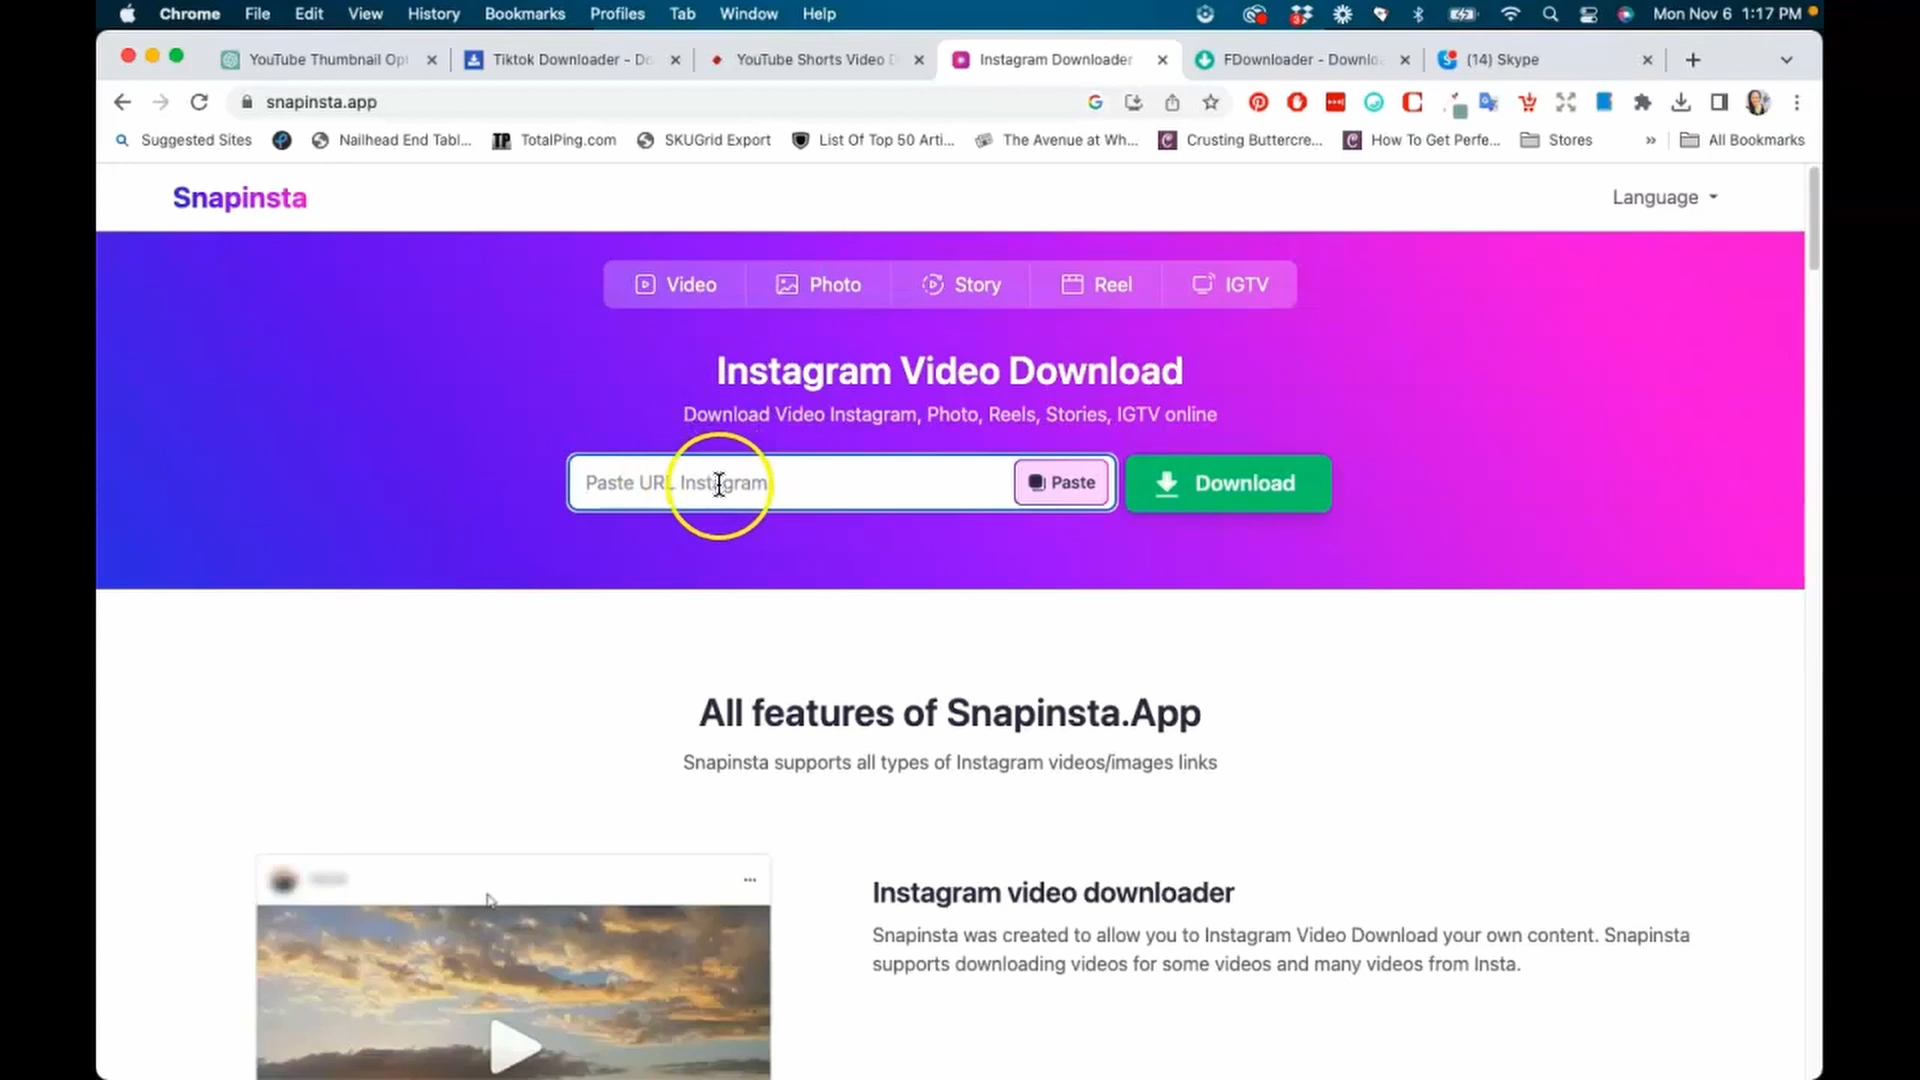 Chrome File Edit View History Bookmarks Profiles Tab Window Help 3 Mon Nov 6 1:17 PM
YouTube Thumbnail Op Tiktok Downloader - D YouTube Shorts Video Instagram Downloader FDownloader - Downlo (14) Skype
snapinsta.app
Suggested Sites Nailhead End Tabl... TotalPing.com SKUGrid Export List Of Top 50 Arti... The Avenue at Wh... Crusting Buttercre... How To Get Perfe... Stores » All Bookmarks
Snapinsta Language
Video Photo Story Reel IGTV
Instagram Video Download
Download Video Instagram, Photo, Reels, Stories, IGTV online
Paste URL Instagram Paste Download
All features of Snapinsta.App
Snapinsta supports all types of Instagram videos/images links
Instagram video downloader
Snapinsta was created to allow you to Instagram Video Download your own content. Snapinsta
supports downloading videos for some videos and many videos from Insta.